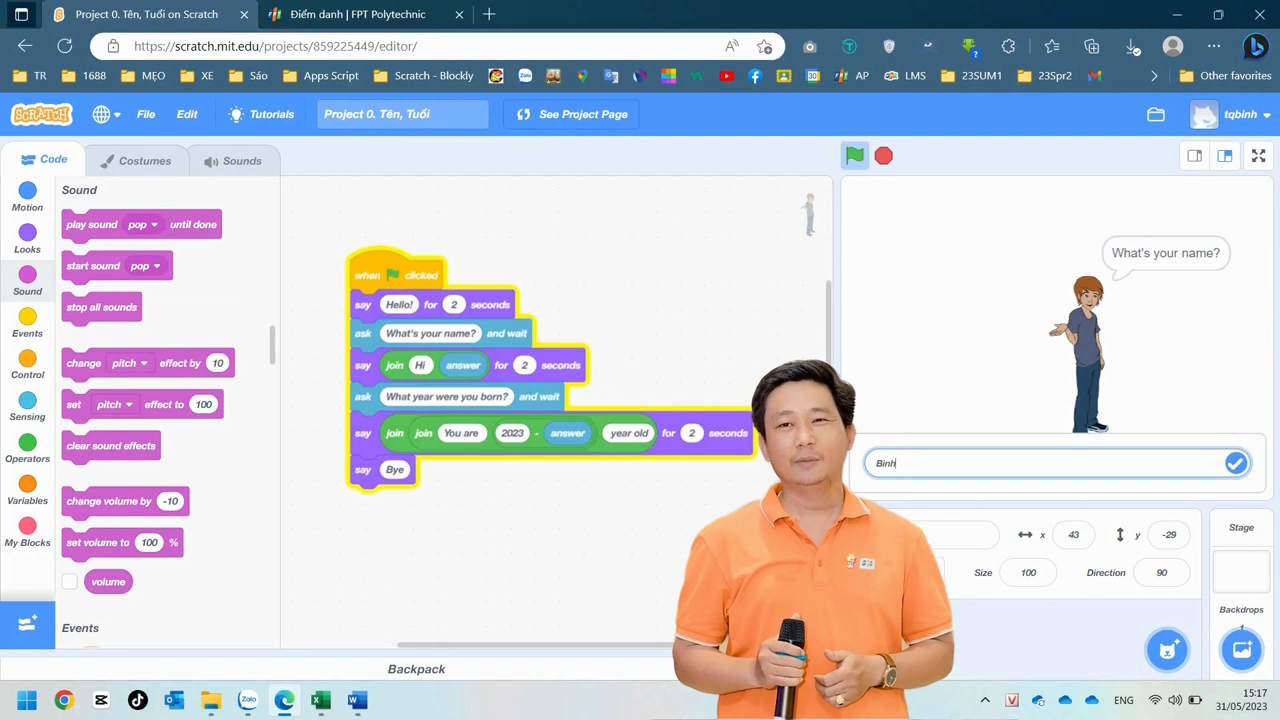 Project 0. Tên, Tuổi on Scratch
Điểm danh | FPT Polytechnic
https://scratch.mit.edu/projects/859225449/editor/
TR
1688
MẸO
XE
Sáo
Apps Script
Scratch - Blockly
Zalo
AP
LMS
23SUM1
23Spr2
Other favorites
SCRATCH
File
Edit
Tutorials
Project 0. Tên, Tuổi
See Project Page
tqbinh
Code
Costumes
Sounds
Motion
Looks
Sound
Events
Control
Sensing
Operators
Variables
My Blocks
Sound
play sound pop until done
start sound pop
stop all sounds
change pitch effect by 10
set pitch effect to 100
clear sound effects
change volume by -10
set volume to 100 %
volume
Events
when clicked
say Hello! for 2 seconds
ask What's your name? and wait
say join Hi answer for 2 seconds
ask What year were you born? and wait
say join join You are 2023 - answer year old for 2 seconds
say Bye
Backpack
What's your name?
Binh
x 43 y -29
Size 100 Direction 90
Stage
Backdrops
1
Zalo
ENG
15:17
31/05/2023